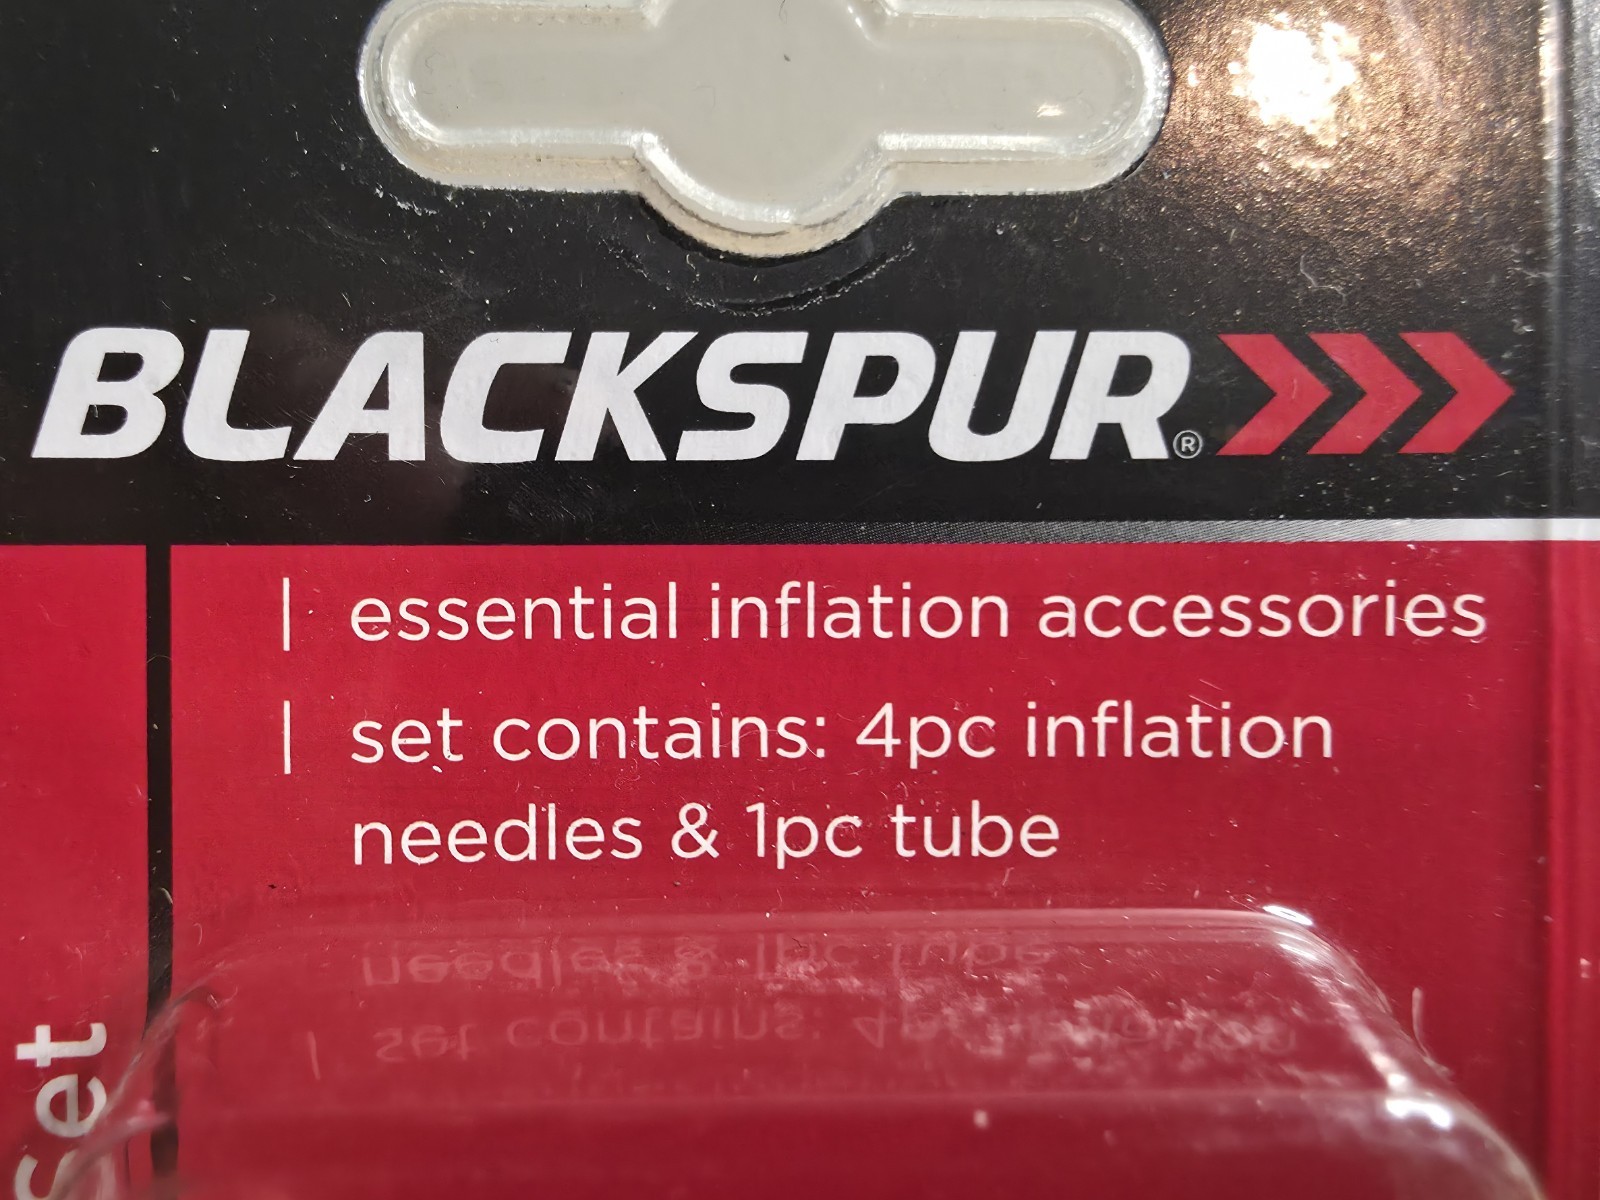 BLACKSPUR®
| essential inflation accessories
| set contains: 4pc inflation
needles & 1pc tube
set